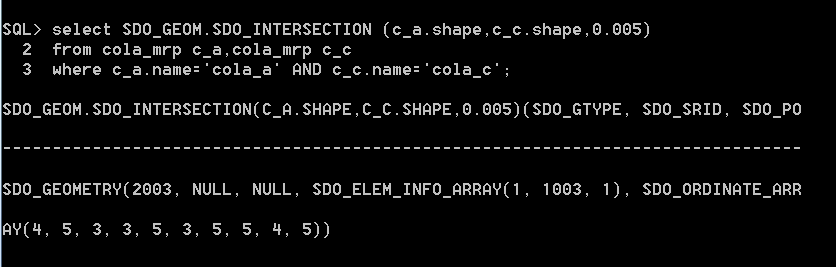 SQL> select SDO_GEOM.SDO_INTERSECTION (c_a.shape,c_c.shape,0.005)
2 from cola_mrp c_a,cola_mrp c_c
3 where c_a.name='cola_a' AND c_c.name='cola_c';
SDO_GEOM.SDO_INTERSECTION(C_A.SHAPE,C_C.SHAPE,0.005)(SDO_GTYPE, SDO_SRID, SDO_PO
--------------------------------------------------------------------------------
SDO_GEOMETRY(2003, NULL, NULL, SDO_ELEM_INFO_ARRAY(1, 1003, 1), SDO_ORDINATE_ARR
AY(4, 5, 3, 3, 5, 3, 5, 5, 4, 5))